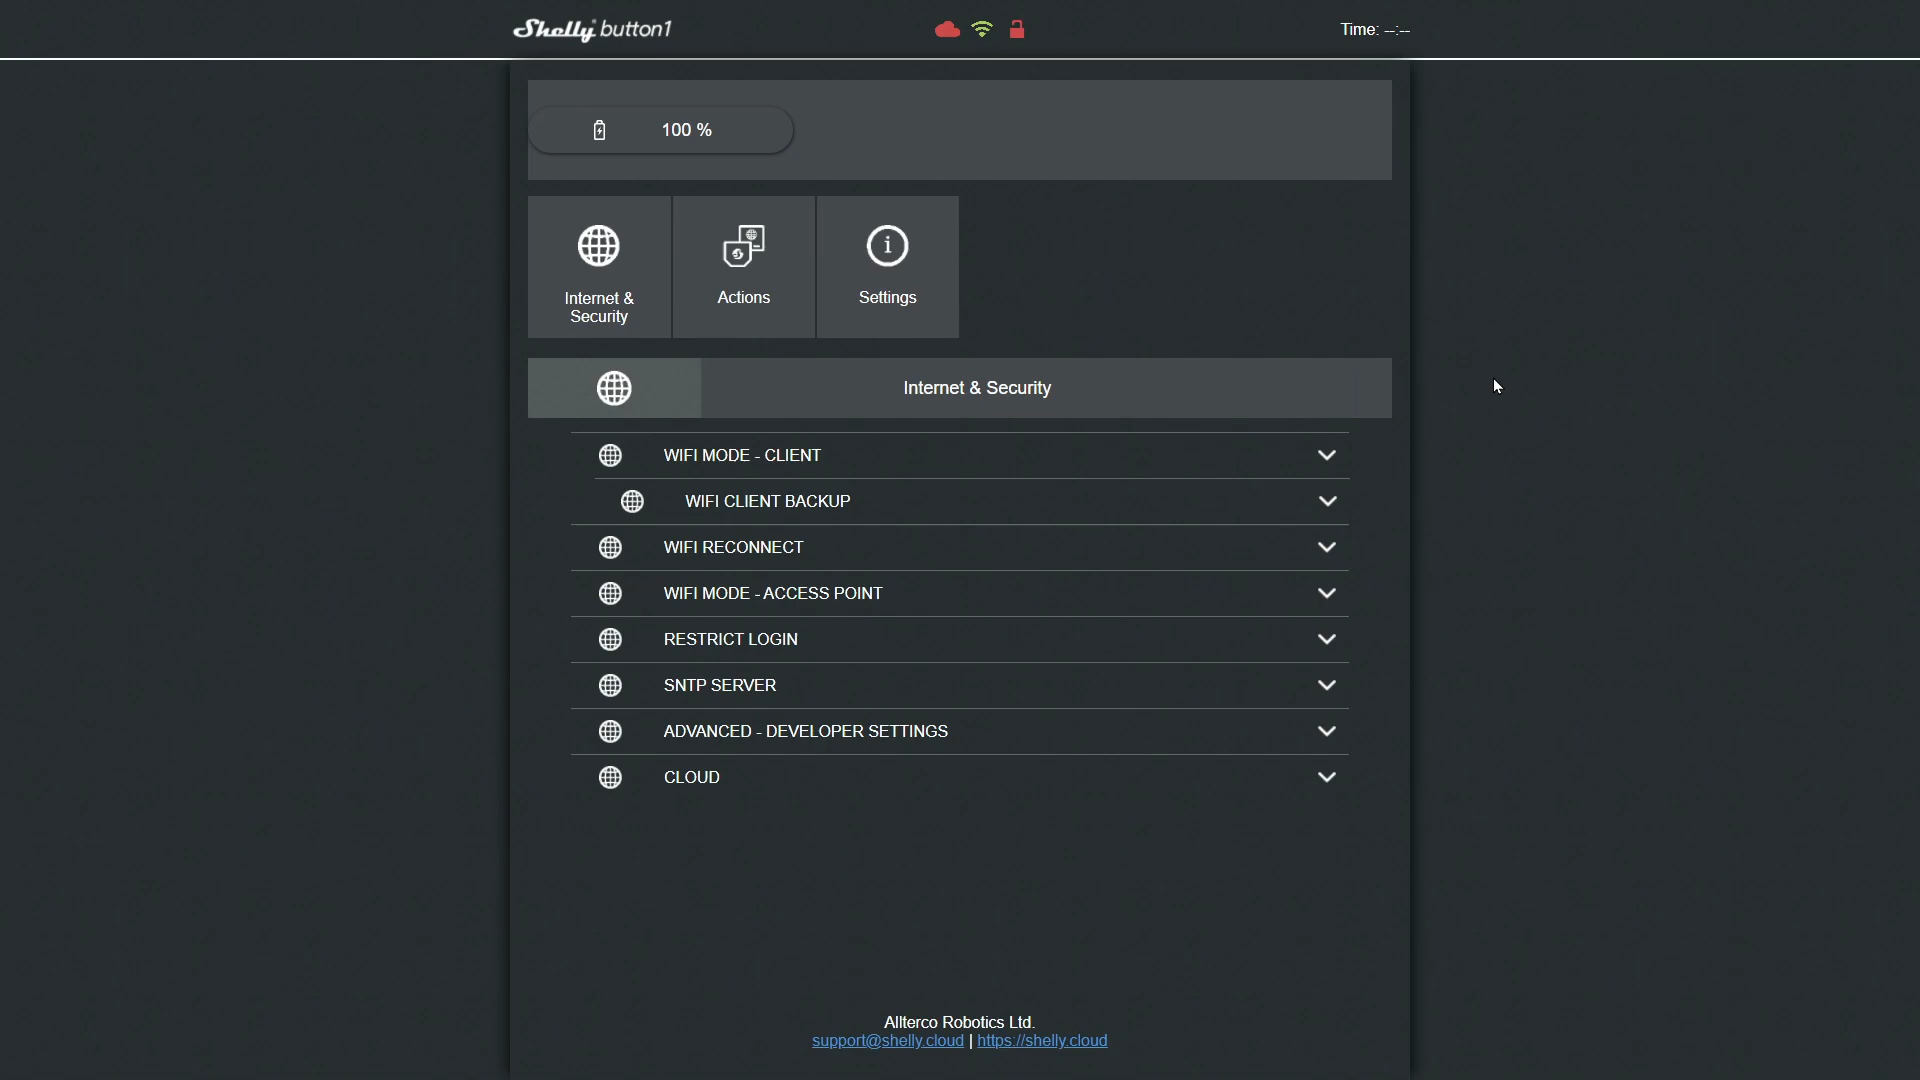 Shelly button1
Time: --:--
100 %
Internet &
Security
Actions
Settings
Internet & Security
WIFI MODE - CLIENT
WIFI CLIENT BACKUP
WIFI RECONNECT
WIFI MODE - ACCESS POINT
RESTRICT LOGIN
SNTP SERVER
ADVANCED - DEVELOPER SETTINGS
CLOUD
Allterco Robotics Ltd.
support@shelly.cloud | https://shelly.cloud